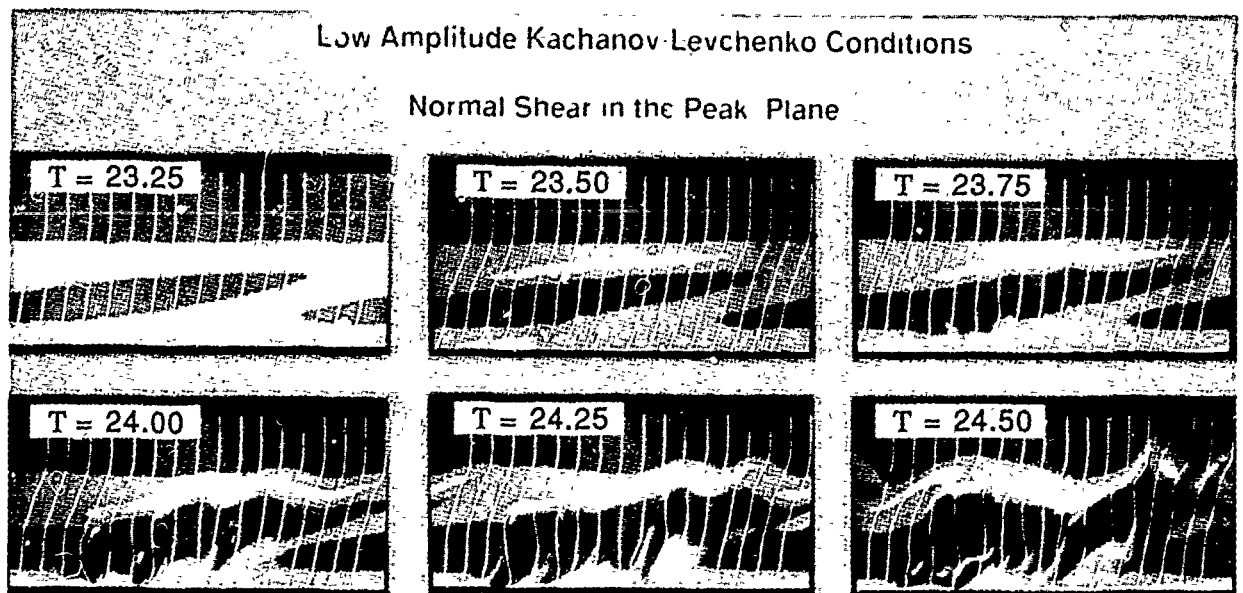 Low Amplitude Kachanov-Levchenko Conditions
Normal Shear in the Peak Plane
T = 23.25
T = 23.50
T = 23.75
T = 24.00
T = 24.25
T = 24.50